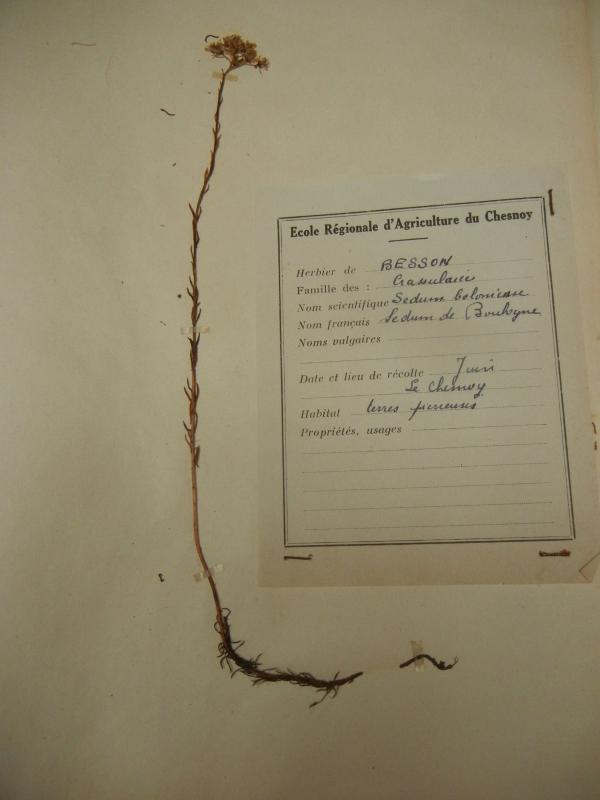 Ecole Régionale d'Agriculture du Chesnoy
Herbier de BESSON
Famille des : Crassulacées
Nom scientifique Sedum boloniense
Nom français Sedum de Boulogne
Noms vulgaires
Date et lieu de récolte Juin
Le Chesnoy
Habitat terres pierreuses
Propriétés, usages